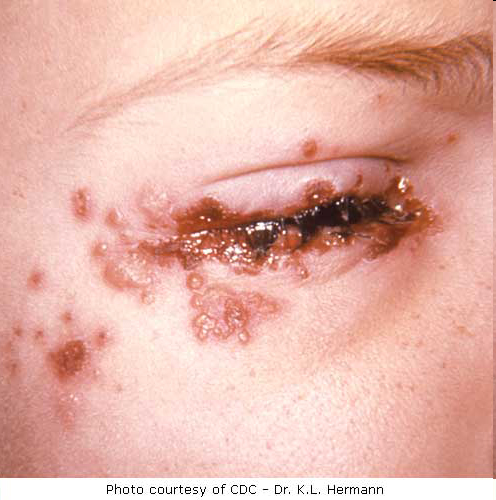 Photo courtesy of CDC – Dr. K.L. Hermann